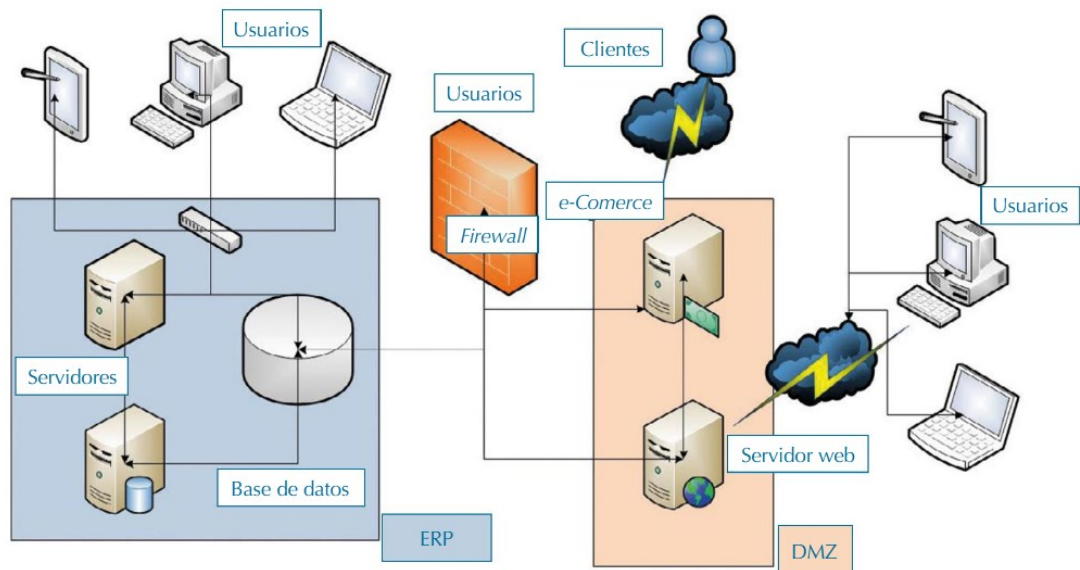 Usuarios
Clientes
Usuarios
e-Comerce
Firewall
Usuarios
Servidores
Servidor web
Base de datos
ERP
DMZ